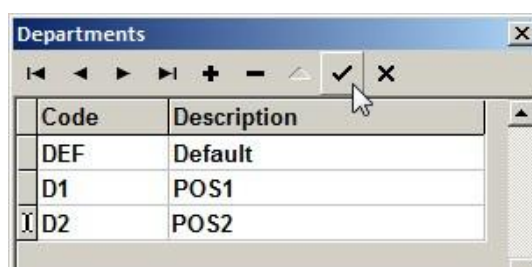 Departments
Code Description
DEF Default
D1 POS1
D2 POS2